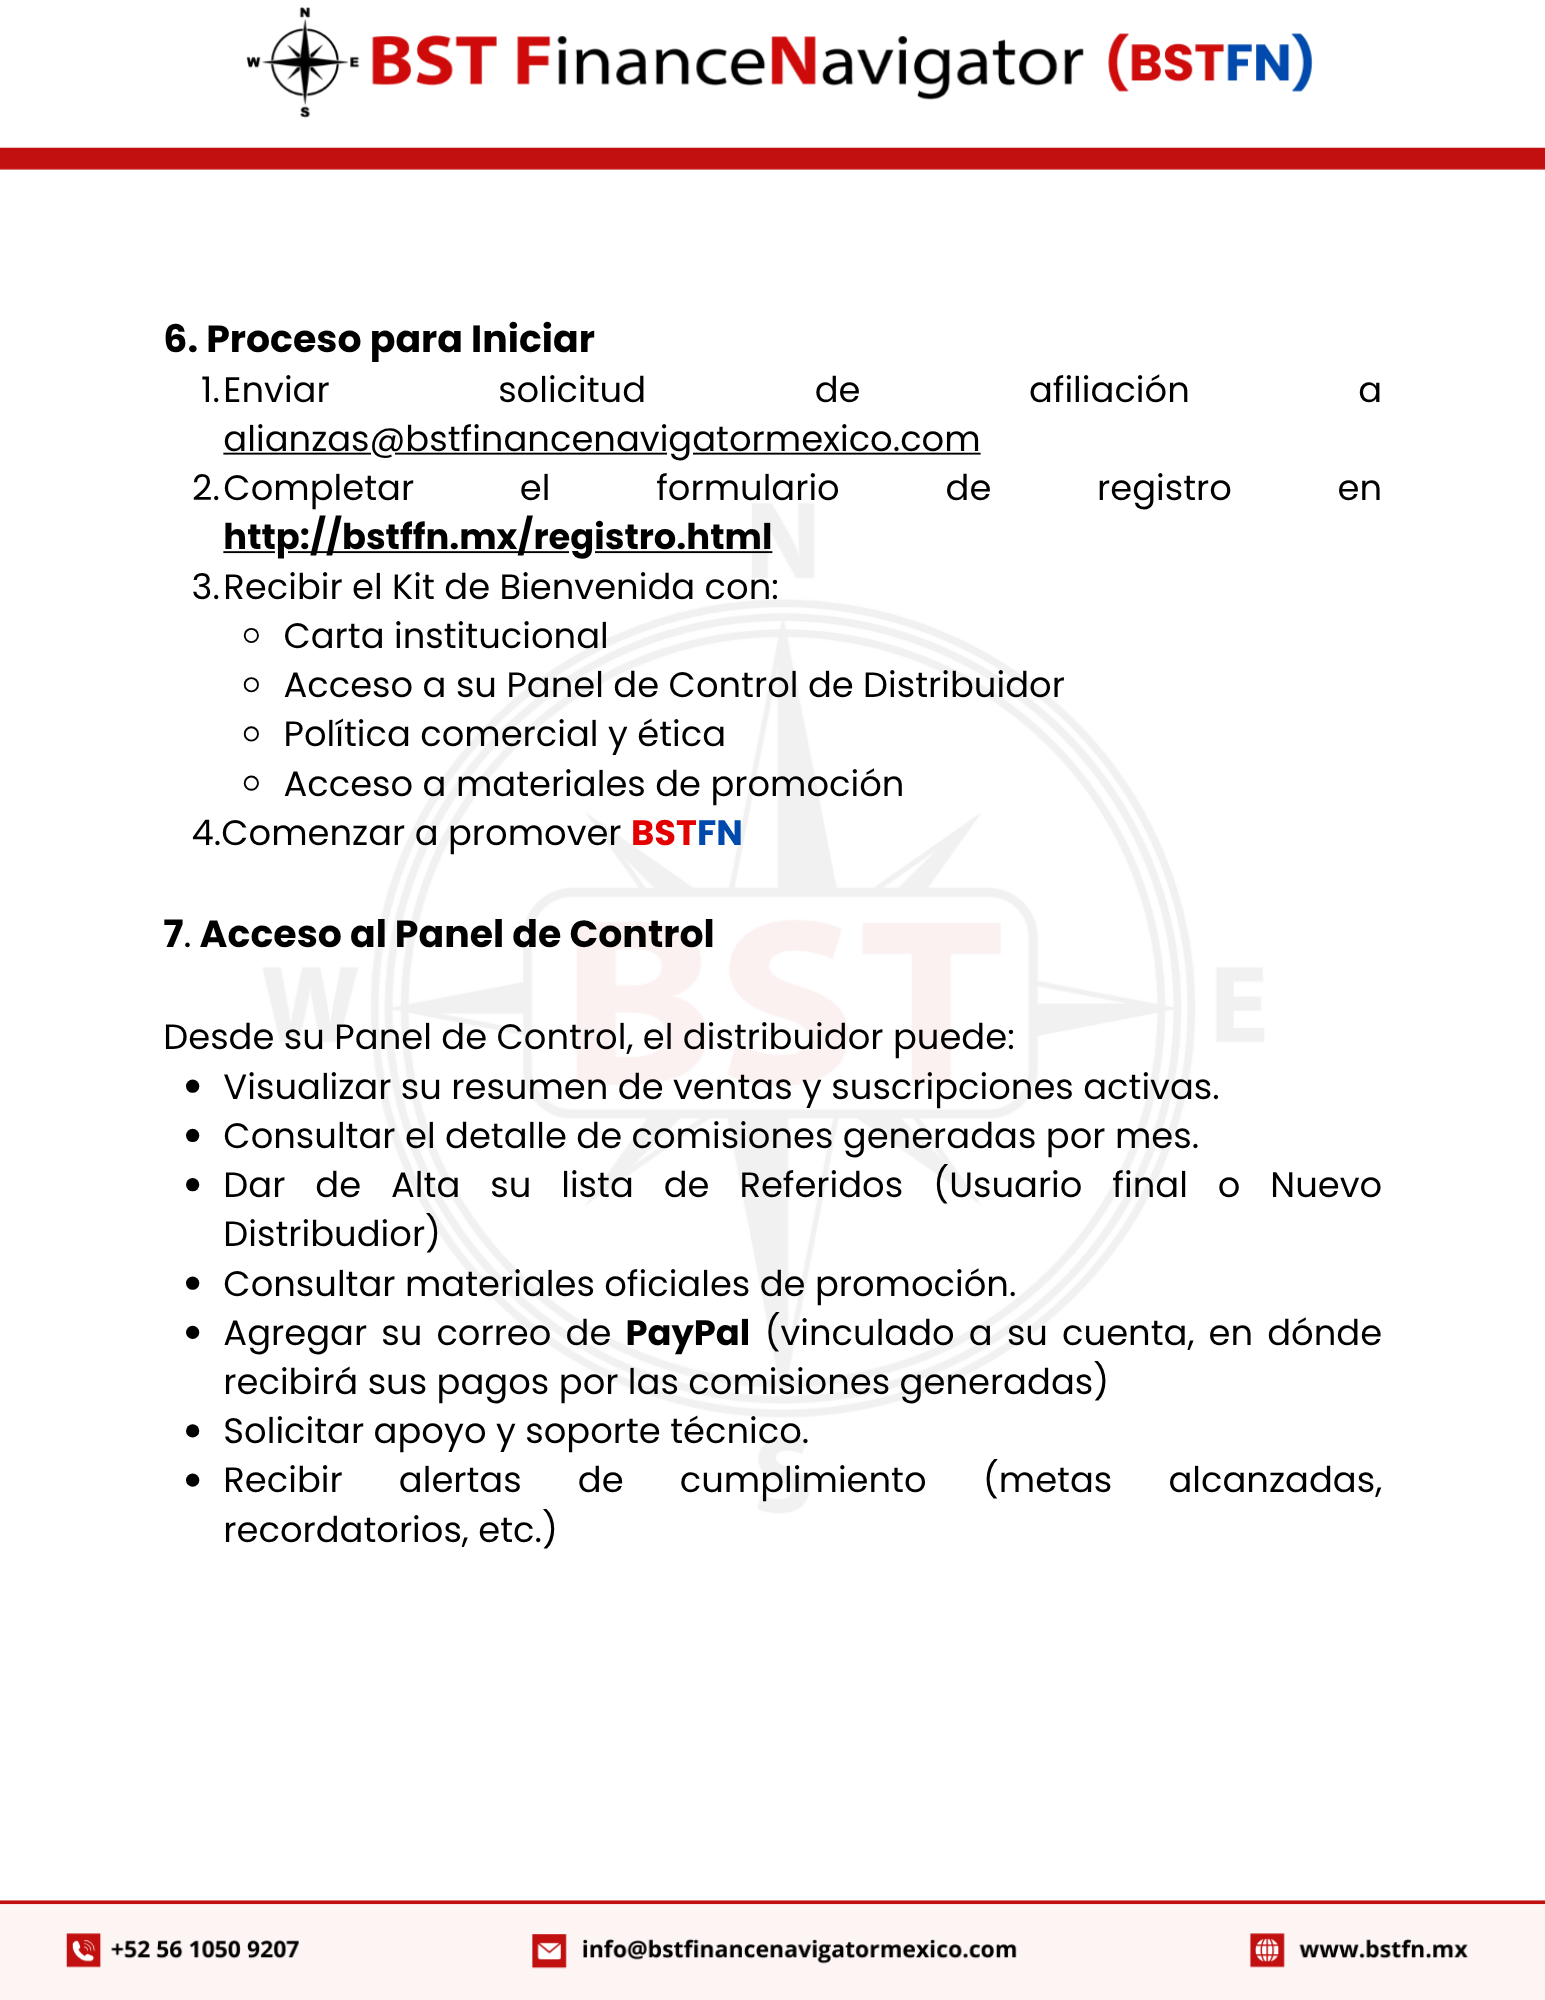 N
W E BST FinanceNavigator (BSTFN)
S
6. Proceso para Iniciar
1. Enviar solicitud de afiliación a
alianzas@bstfinancenavigatormexico.com
2. Completar el formulario de registro en
http://bstffn.mx/registro.html
3. Recibir el Kit de Bienvenida con:
Carta institucional
Acceso a su Panel de Control de Distribuidor
Política comercial y ética
Acceso a materiales de promoción
4. Comenzar a promover BSTFN
7. Acceso al Panel de Control
Desde su Panel de Control, el distribuidor puede:
Visualizar su resumen de ventas y suscripciones activas.
Consultar el detalle de comisiones generadas por mes.
Dar de Alta su lista de Referidos (Usuario final o Nuevo
Distribudior)
Consultar materiales oficiales de promoción.
Agregar su correo de PayPal (vinculado a su cuenta, en dónde
recibirá sus pagos por las comisiones generadas)
Solicitar apoyo y soporte técnico.
Recibir alertas de cumplimiento (metas alcanzadas,
recordatorios, etc.)
N
W BST E
S
+52 56 1050 9207 info@bstfinancenavigatormexico.com www.bstfn.mx